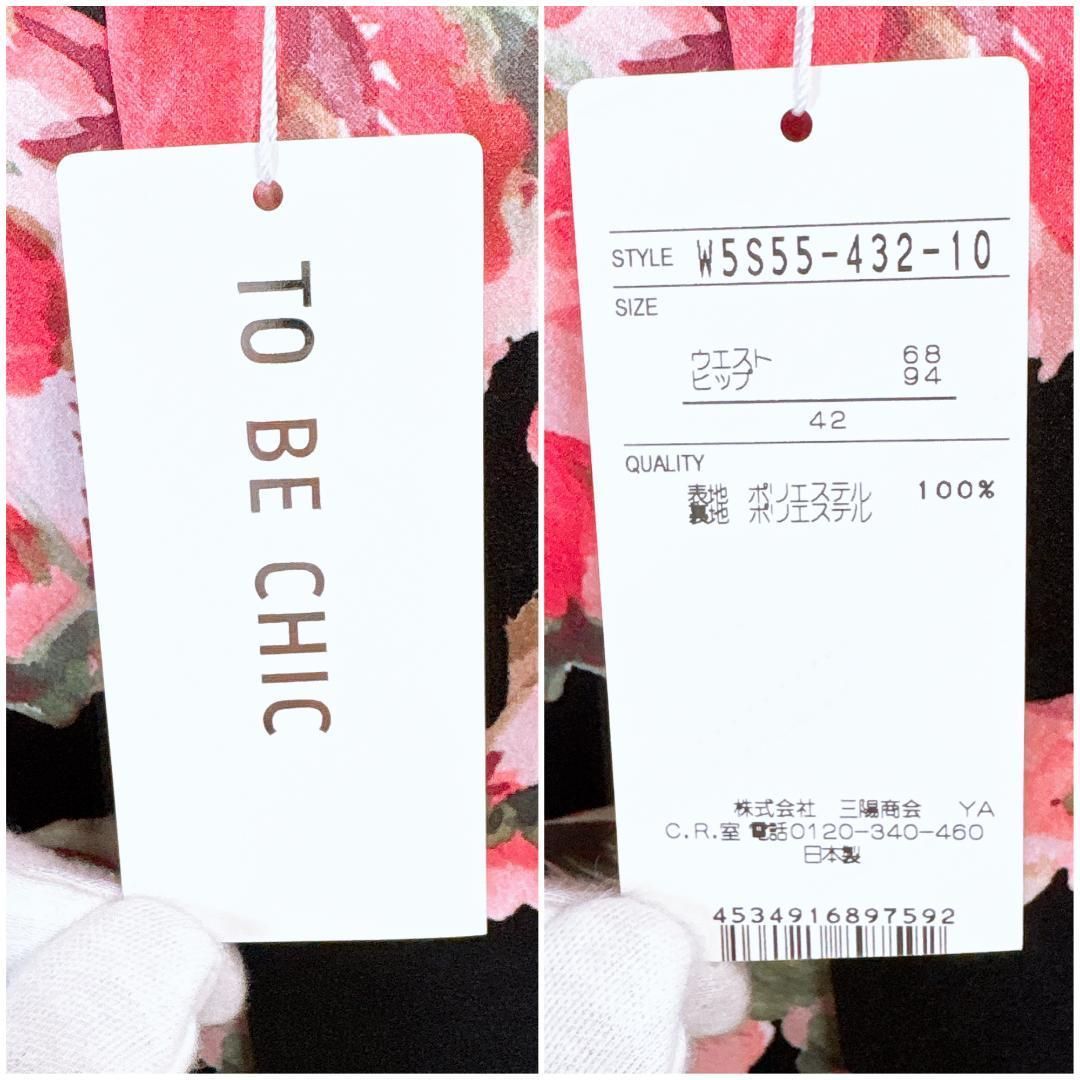 TO BE CHIC
STYLE W5S55-432-10
SIZE
ウエスト 68
ヒップ 94
42
QUALITY
表地 ポリエステル 100%
裏地 ポリエステル
株式会社 三陽商会 YA
C.R.室 電話0120-340-460
日本製
4534916897592